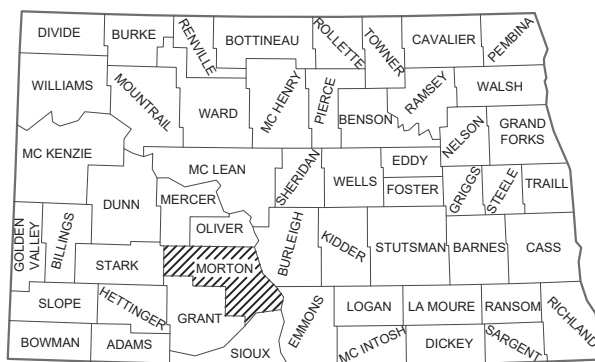 DIVIDE
BURKE
RENVILLE
BOTTINEAU
ROLLETTE
TOWNER
CAVALIER
PEMBINA
WILLIAMS
MOUNTRAIL
WARD
MC HENRY
PIERCE
BENSON
RAMSEY
WALSH
NELSON
GRAND
FORKS
MC KENZIE
MC LEAN
SHERIDAN
WELLS
EDDY
FOSTER
GRIGGS
STEELE
TRAILL
DUNN
MERCER
OLIVER
GOLDEN
VALLEY
BILLINGS
STARK
MORTON
BURLEIGH
KIDDER
STUTSMAN
BARNES
CASS
SLOPE
HETTINGER
GRANT
EMMONS
LOGAN
LA MOURE
RANSOM
RICHLAND
BOWMAN
ADAMS
SIOUX
MC INTOSH
DICKEY
SARGENT